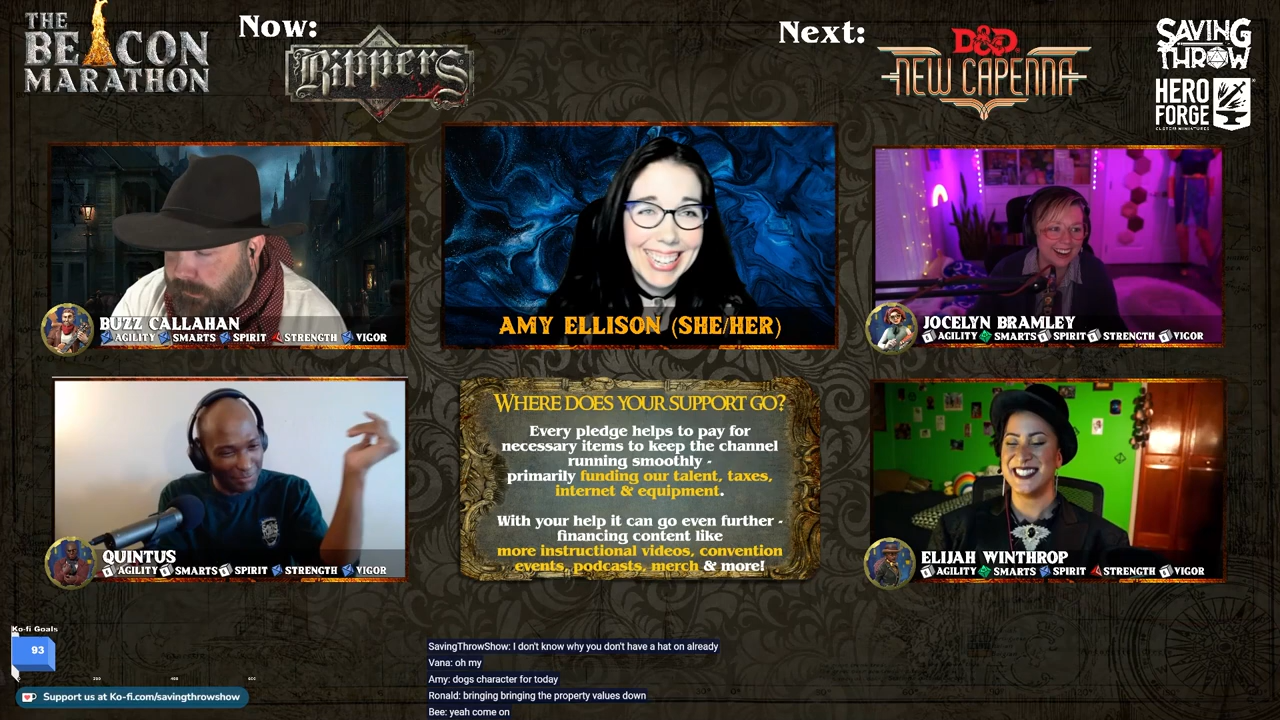 THE
BEACON
MARATHON
Now:
Rippers
Next:
D&D
NEW CAPENNA
SAVING
THROW
HERO
FORGE
CUSTOM MINIATURES
BUZZ CALLAHAN
AGILITY SMARTS SPIRIT STRENGTH VIGOR
AMY ELLISON (SHE/HER)
JOCELYN BRAMLEY
AGILITY SMARTS SPIRIT STRENGTH VIGOR
QUINTUS
AGILITY SMARTS SPIRIT STRENGTH VIGOR
WHERE DOES YOUR SUPPORT GO?
Every pledge helps to pay for
necessary items to keep the channel
running smoothly -
primarily funding our talent, taxes,
internet & equipment.
With your help it can go even further -
financing content like
more instructional videos, convention
events, podcasts, merch & more!
ELIJAH WINTHROP
AGILITY SMARTS SPIRIT STRENGTH VIGOR
Ko-fi Goals
93
Support us at Ko-fi.com/savingthrowshow
SavingThrowShow: I don't know why you don't have a hat on already
Vana: oh my
Amy: dogs character for today
Ronald: bringing bringing the property values down
Bee: yeah come on